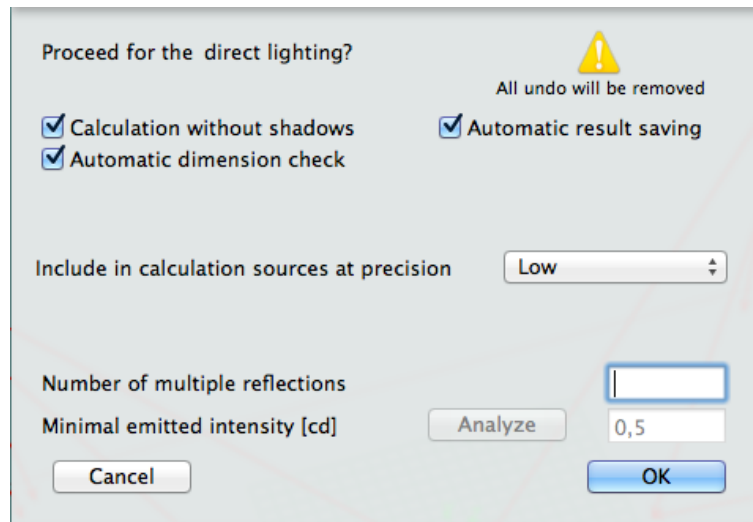 Proceed for the direct lighting?
All undo will be removed
Calculation without shadows
Automatic result saving
Automatic dimension check
Include in calculation sources at precision
Low
Number of multiple reflections
Minimal emitted intensity [cd]
Analyze
0,5
Cancel
OK